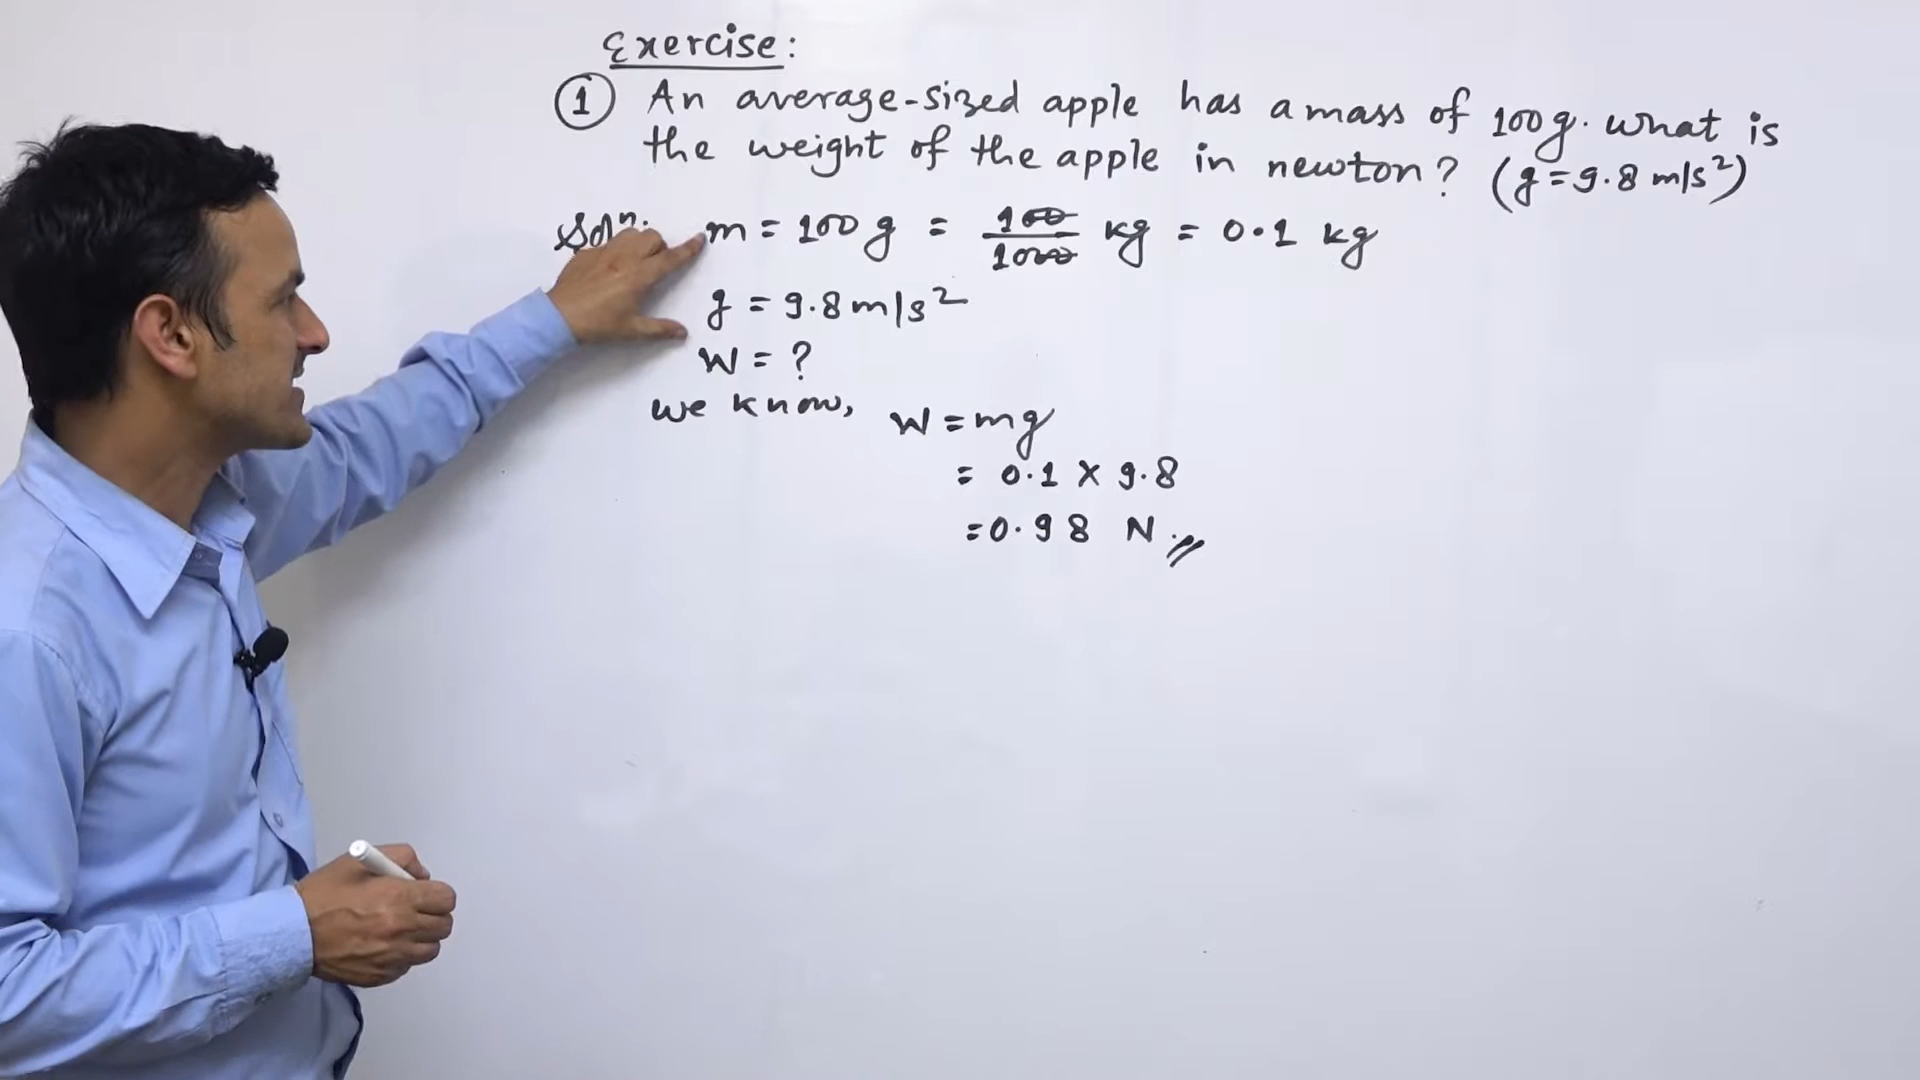 Exercise:
① An average-sized apple has a mass of 100g. what is
the weight of the apple in newton? (g=9.8 m/s²)
Solⁿ: m = 100 g = 100/1000 kg = 0.1 kg
g = 9.8 m/s²
W = ?
we know,
W = mg
= 0.1 × 9.8
= 0.98 N.